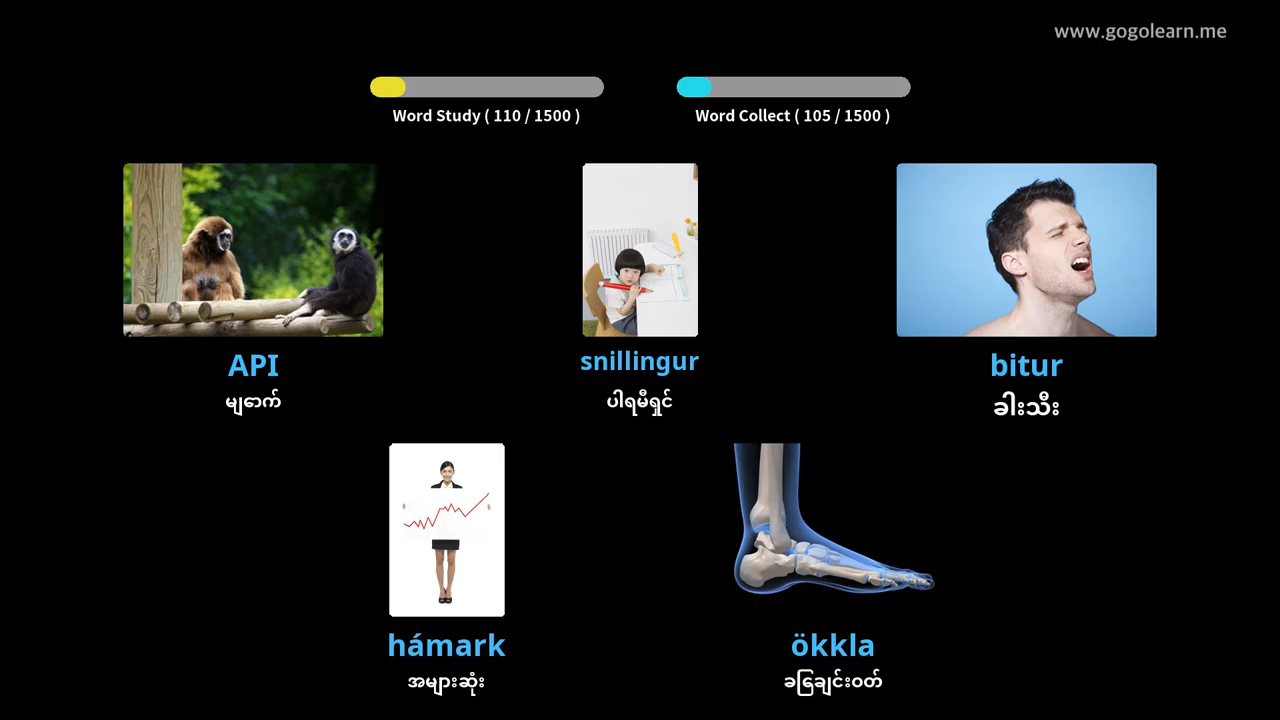 www.gogolearn.me
Word Study ( 110 / 1500 )
Word Collect ( 105 / 1500 )
API
မျောက်
snillingur
ပါရမီရှင်
bitur
ခါးသီး
hámark
အများဆုံး
ökkla
ခြေချင်းဝတ်